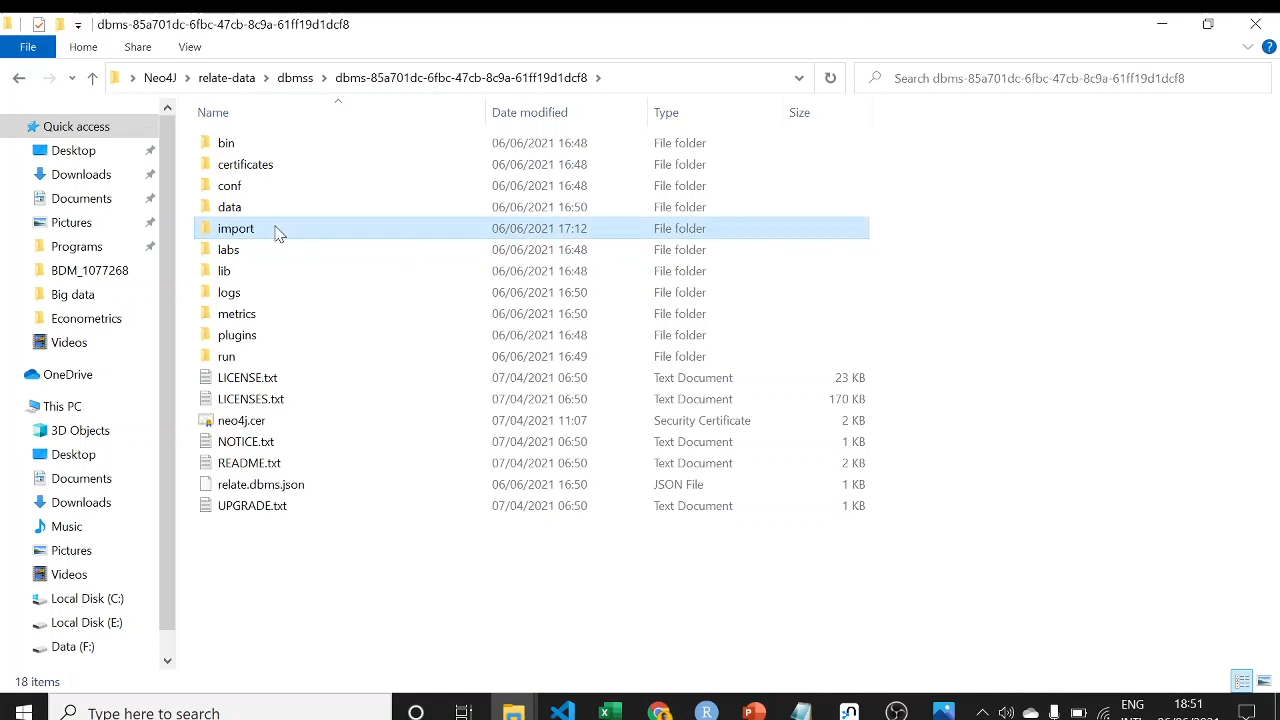 dbms-85a701dc-6fbc-47cb-8c9a-61ff19d1dcf8
File Home Share View
Neo4J relate-data dbmss dbms-85a701dc-6fbc-47cb-8c9a-61ff19d1dcf8 Search dbms-85a701dc-6fbc-47cb-8c9a-61ff19d1dcf8
Quick access
Desktop
Downloads
Documents
Pictures
Programs
BDM_1077268
Big data
Econometrics
Videos
OneDrive
This PC
3D Objects
Desktop
Documents
Downloads
Music
Pictures
Videos
Local Disk (C:)
Local Disk (E:)
Data (F:)
Name Date modified Type Size
bin 06/06/2021 16:48 File folder
certificates 06/06/2021 16:48 File folder
conf 06/06/2021 16:48 File folder
data 06/06/2021 16:50 File folder
import 06/06/2021 17:12 File folder
labs 06/06/2021 16:48 File folder
lib 06/06/2021 16:48 File folder
logs 06/06/2021 16:50 File folder
metrics 06/06/2021 16:50 File folder
plugins 06/06/2021 16:48 File folder
run 06/06/2021 16:49 File folder
LICENSE.txt 07/04/2021 06:50 Text Document 23 KB
LICENSES.txt 07/04/2021 06:50 Text Document 170 KB
neo4j.cer 07/04/2021 11:07 Security Certificate 2 KB
NOTICE.txt 07/04/2021 06:50 Text Document 1 KB
README.txt 07/04/2021 06:50 Text Document 2 KB
relate.dbms.json 06/06/2021 16:50 JSON File 1 KB
UPGRADE.txt 07/04/2021 06:50 Text Document 1 KB
18 items
Type here to search
ENG 18:51